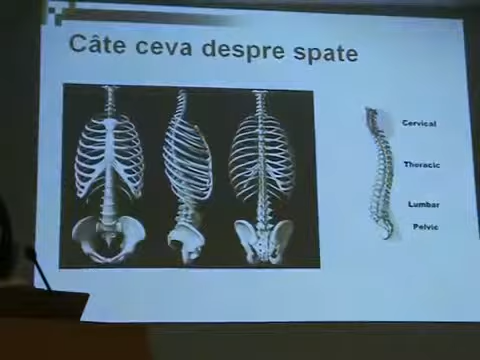 Câte ceva despre spate
Cervical
Thoracic
Lumbar
Pelvic